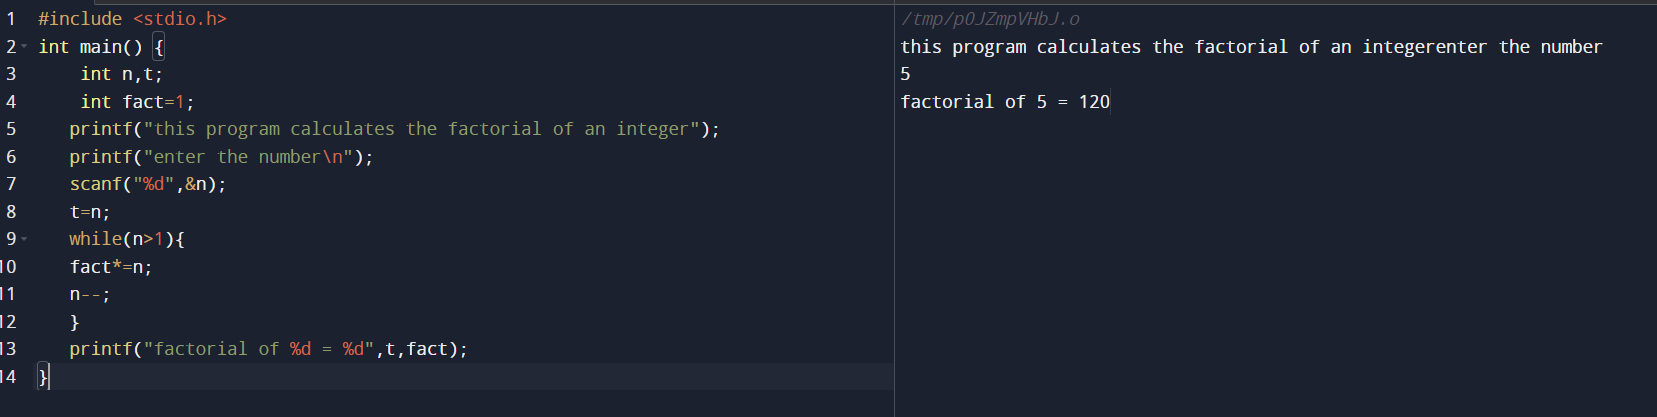 1 #include <stdio.h>
2 int main() {
3     int n,t;
4     int fact=1;
5    printf("this program calculates the factorial of an integer");
6    printf("enter the number\n");
7    scanf("%d",&n);
8    t=n;
9    while(n>1){
10    fact*=n;
11    n--;
12    }
13    printf("factorial of %d = %d",t,fact);
14 }
/tmp/pOJZmpVHbJ.o
this program calculates the factorial of an integerenter the number
5
factorial of 5 = 120